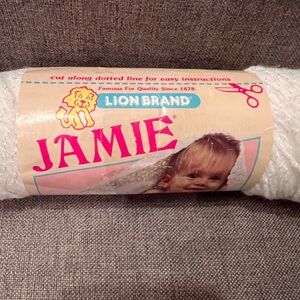 cut along dotted line for easy instructions
Famous For Quality Since 1878.
LION BRAND®
JAMIE®